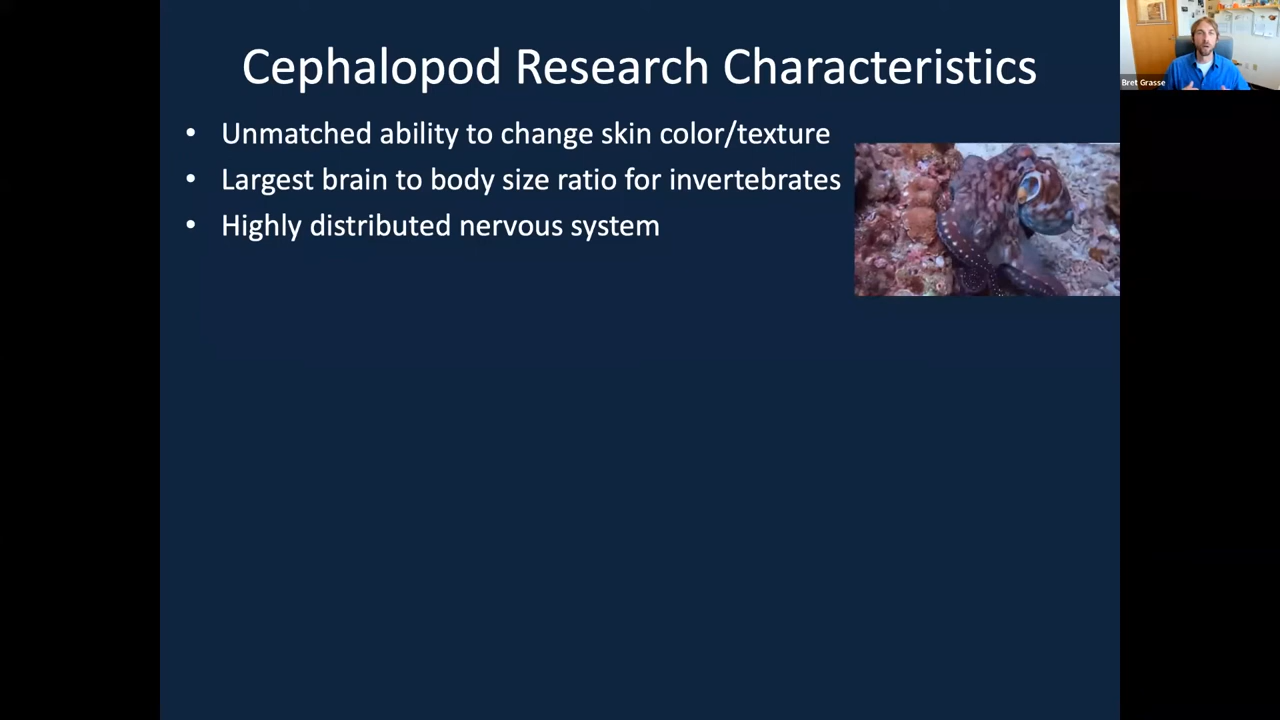 Cephalopod Research Characteristics
• Unmatched ability to change skin color/texture
• Largest brain to body size ratio for invertebrates
• Highly distributed nervous system
Bret Grasse